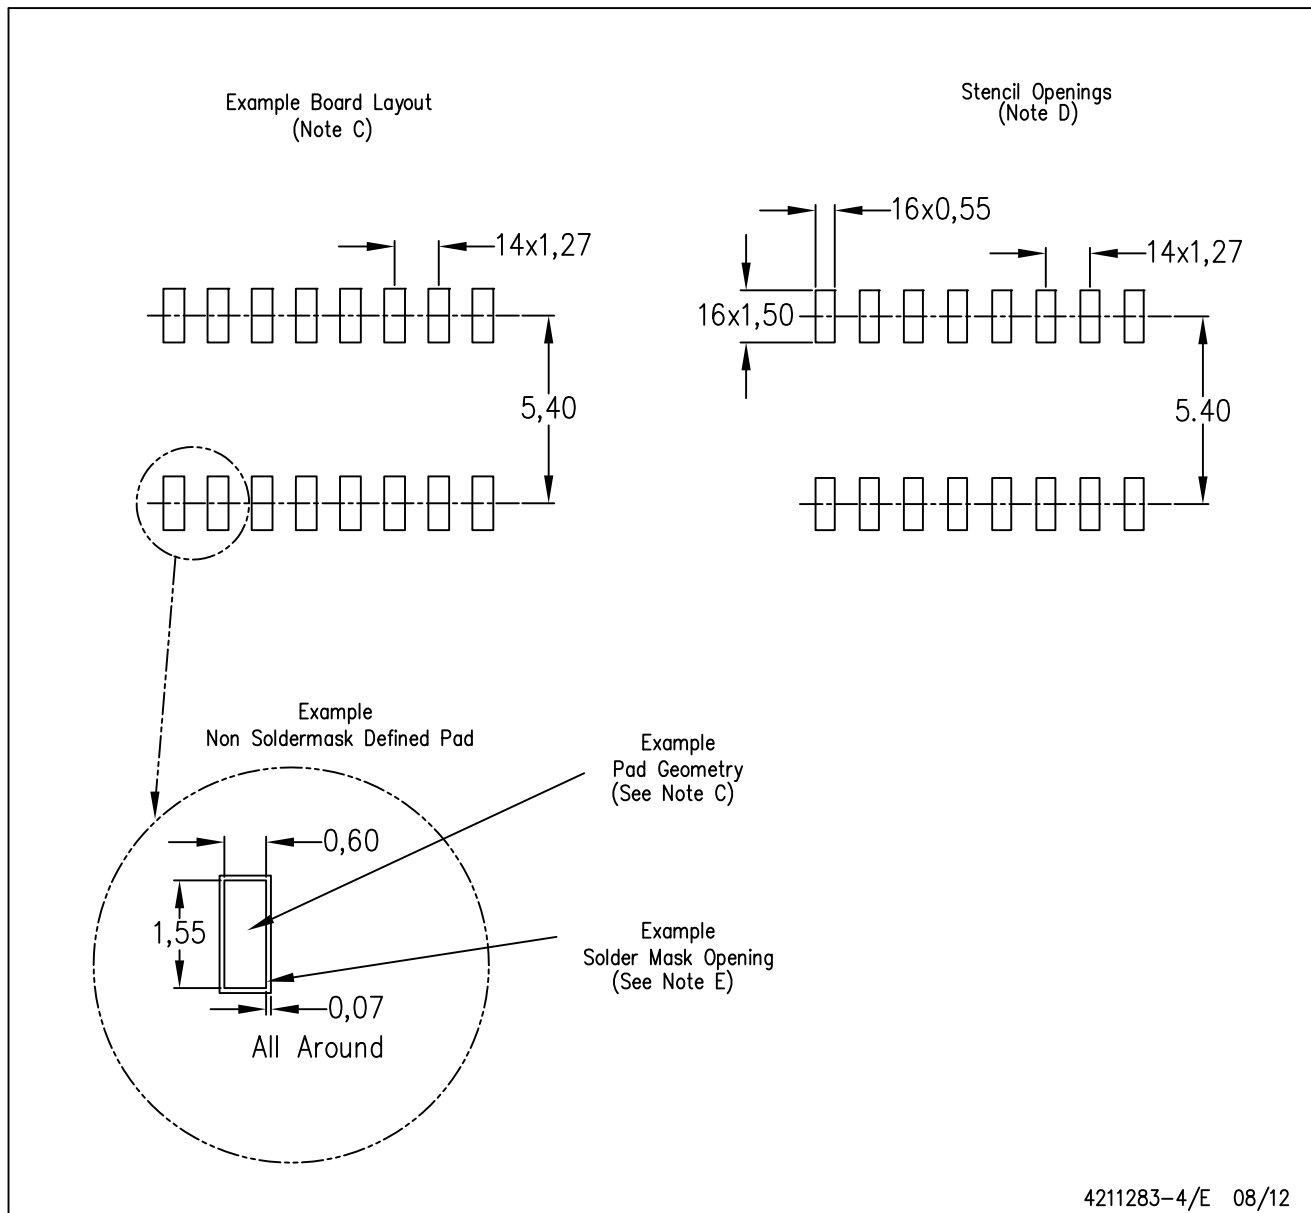 Example Board Layout
(Note C)
Stencil Openings
(Note D)
14x1,27
5,40
16x0,55
14x1,27
16x1,50
5.40
Example
Non Soldermask Defined Pad
Example
Pad Geometry
(See Note C)
0,60
1,55
Example
Solder Mask Opening
(See Note E)
0,07
All Around
4211283-4/E 08/12